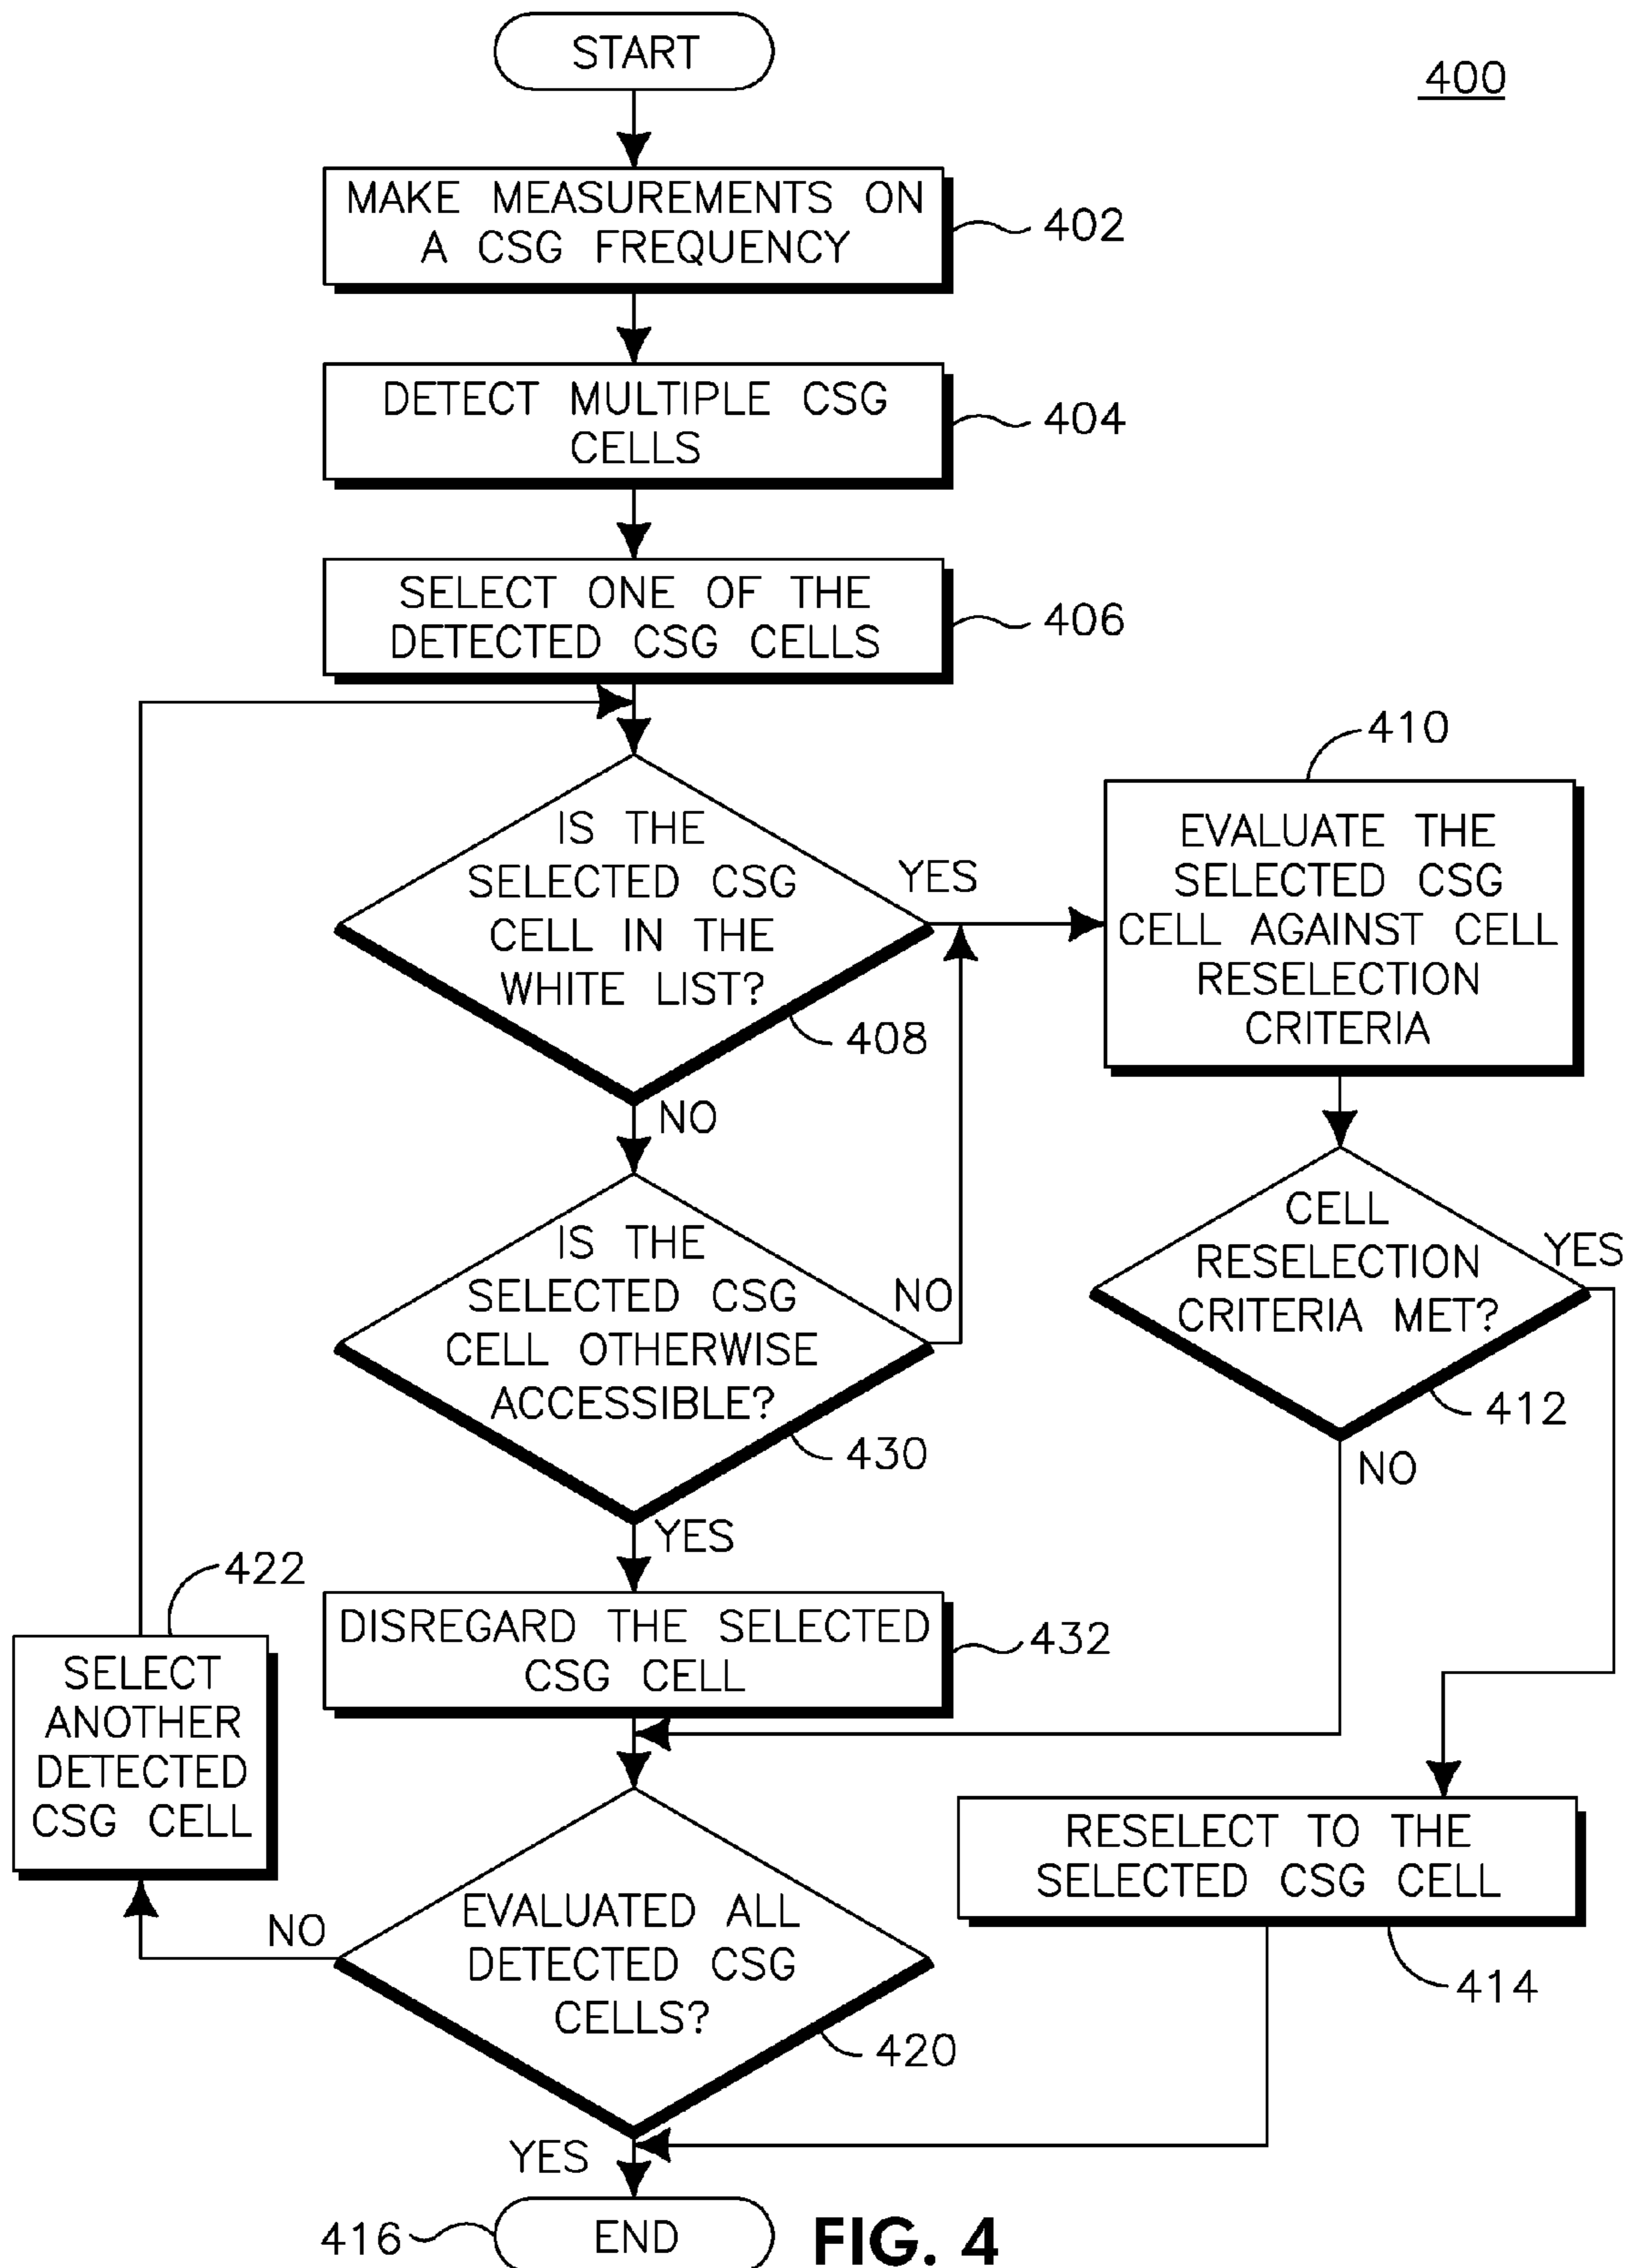 START
400
MAKE MEASUREMENTS ON
A CSG FREQUENCY
402
DETECT MULTIPLE CSG
CELLS
404
SELECT ONE OF THE
DETECTED CSG CELLS
406
IS THE
SELECTED CSG
CELL IN THE
WHITE LIST?
408
YES
NO
410
EVALUATE THE
SELECTED CSG
CELL AGAINST CELL
RESELECTION
CRITERIA
IS THE
SELECTED CSG
CELL OTHERWISE
ACCESSIBLE?
430
NO
YES
CELL
RESELECTION
CRITERIA MET?
412
YES
NO
DISREGARD THE SELECTED
CSG CELL
432
422
SELECT
ANOTHER
DETECTED
CSG CELL
EVALUATED ALL
DETECTED CSG
CELLS?
420
NO
YES
RESELECT TO THE
SELECTED CSG CELL
414
416
END
FIG. 4